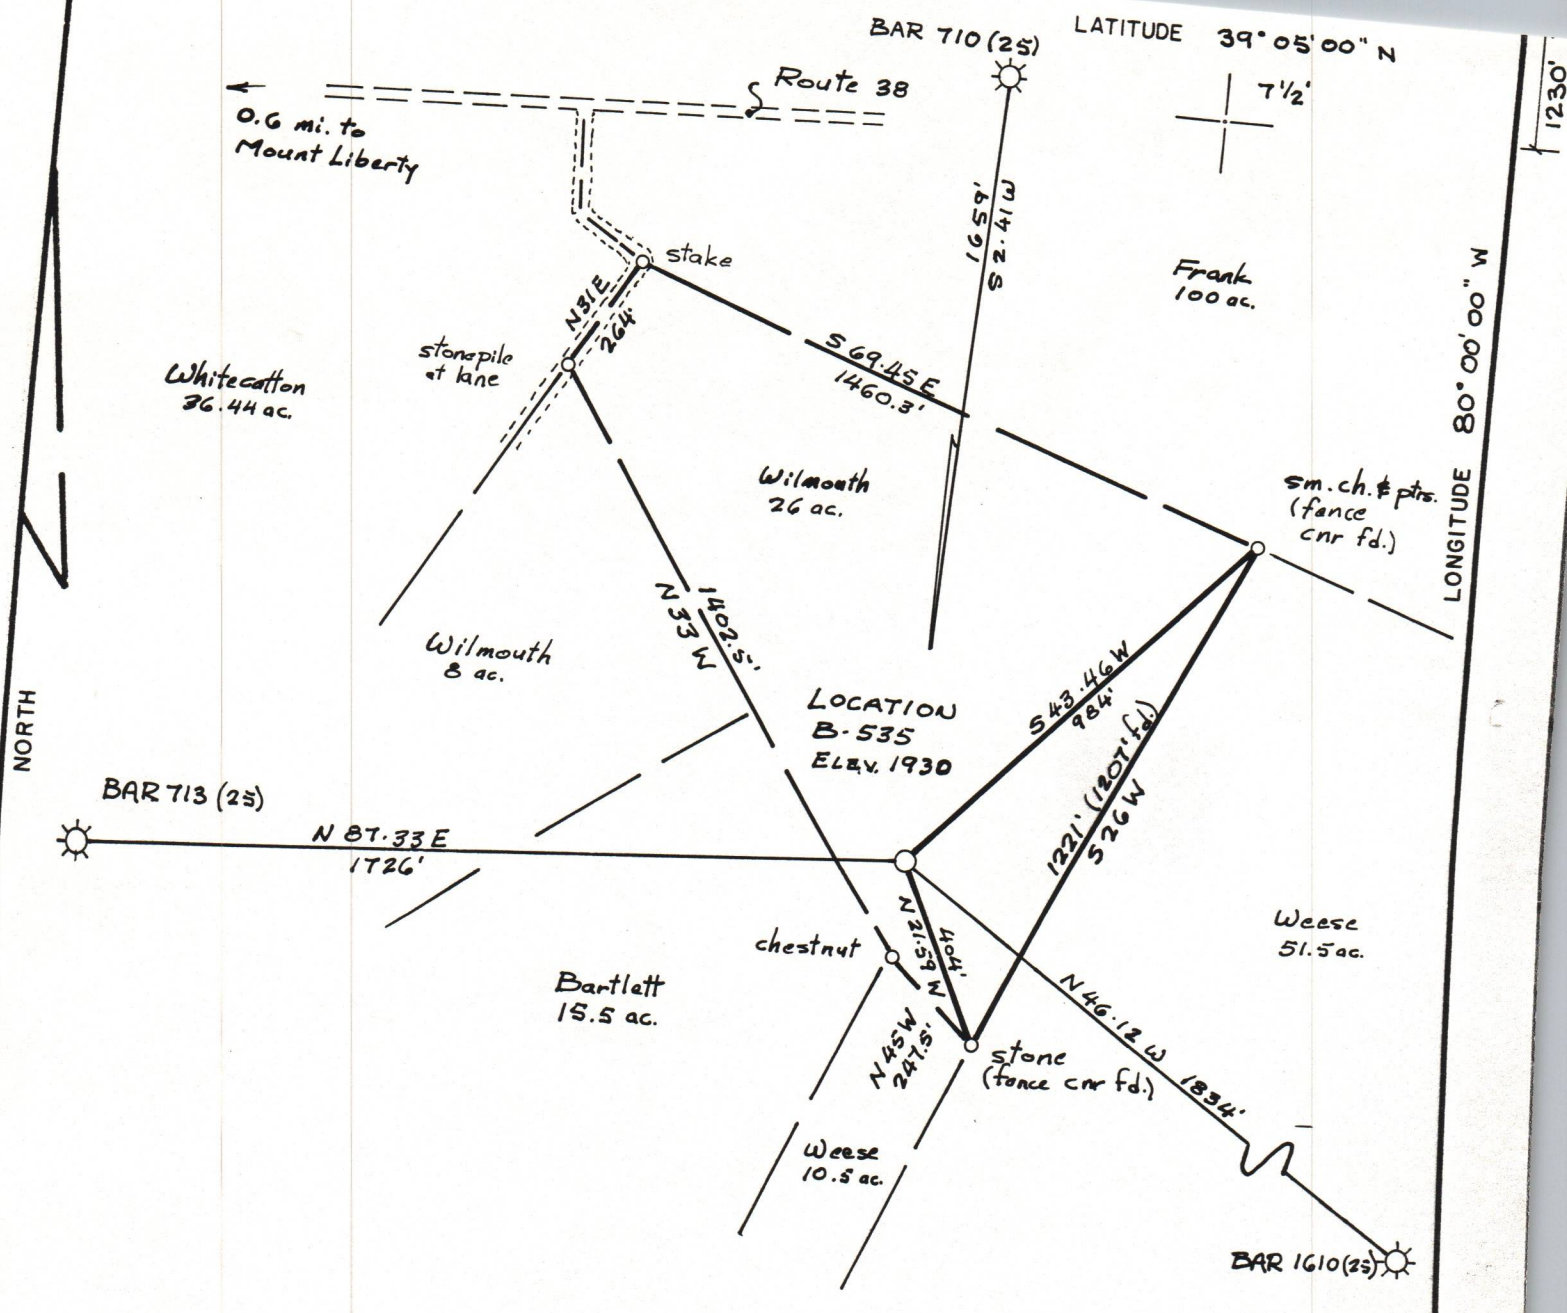 BAR 710 (25)
LATITUDE 39° 05' 00" N
7 1/2'
1230'
Route 38
0.6 mi. to
Mount Liberty
1659'
S 2.41 W
stake
Frank
100 ac.
N 31 E
264'
stonepile
at lane
S 69.45 E
1460.3'
Whitecotton
36.44 ac.
LONGITUDE 80° 00' 00" W
Wilmouth
26 ac.
sm. ch. & ptrs.
(fence
cnr fd.)
1402.5'
N 33 W
Wilmouth
8 ac.
S 43.46 W
984'
NORTH
LOCATION
B-535
ELEV. 1930
1221' (1207' fd.)
S 26 W
BAR 713 (25)
N 87.33 E
1726'
404'
N 21.59 W
chestnut
Weese
51.5 ac.
Bartlett
15.5 ac.
N 45 W
247.5'
stone
(fence cnr fd.)
N 46.12 W 1834'
Weese
10.5 ac.
BAR 1610 (25)